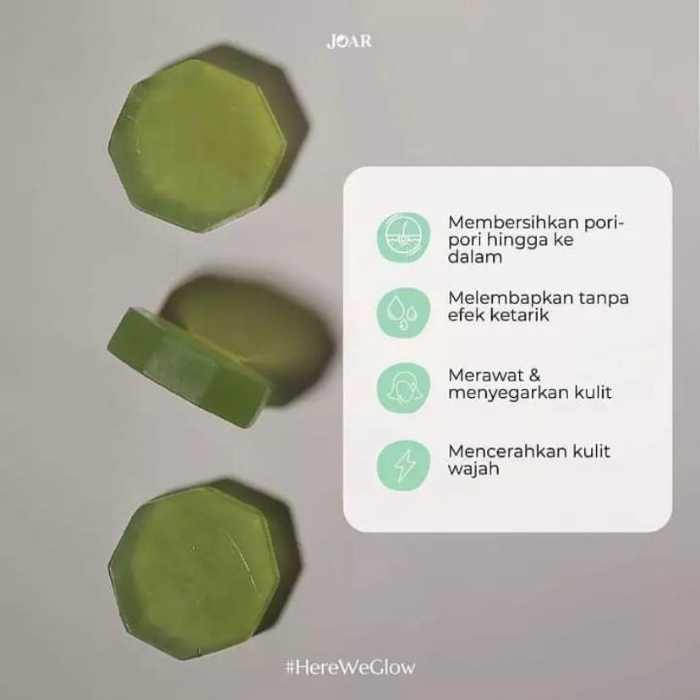 JOAR
Membersihkan pori-
pori hingga ke
dalam
Melembapkan tanpa
efek ketarik
Merawat &
menyegarkan kulit
Mencerahkan kulit
wajah
#HereWeGlow